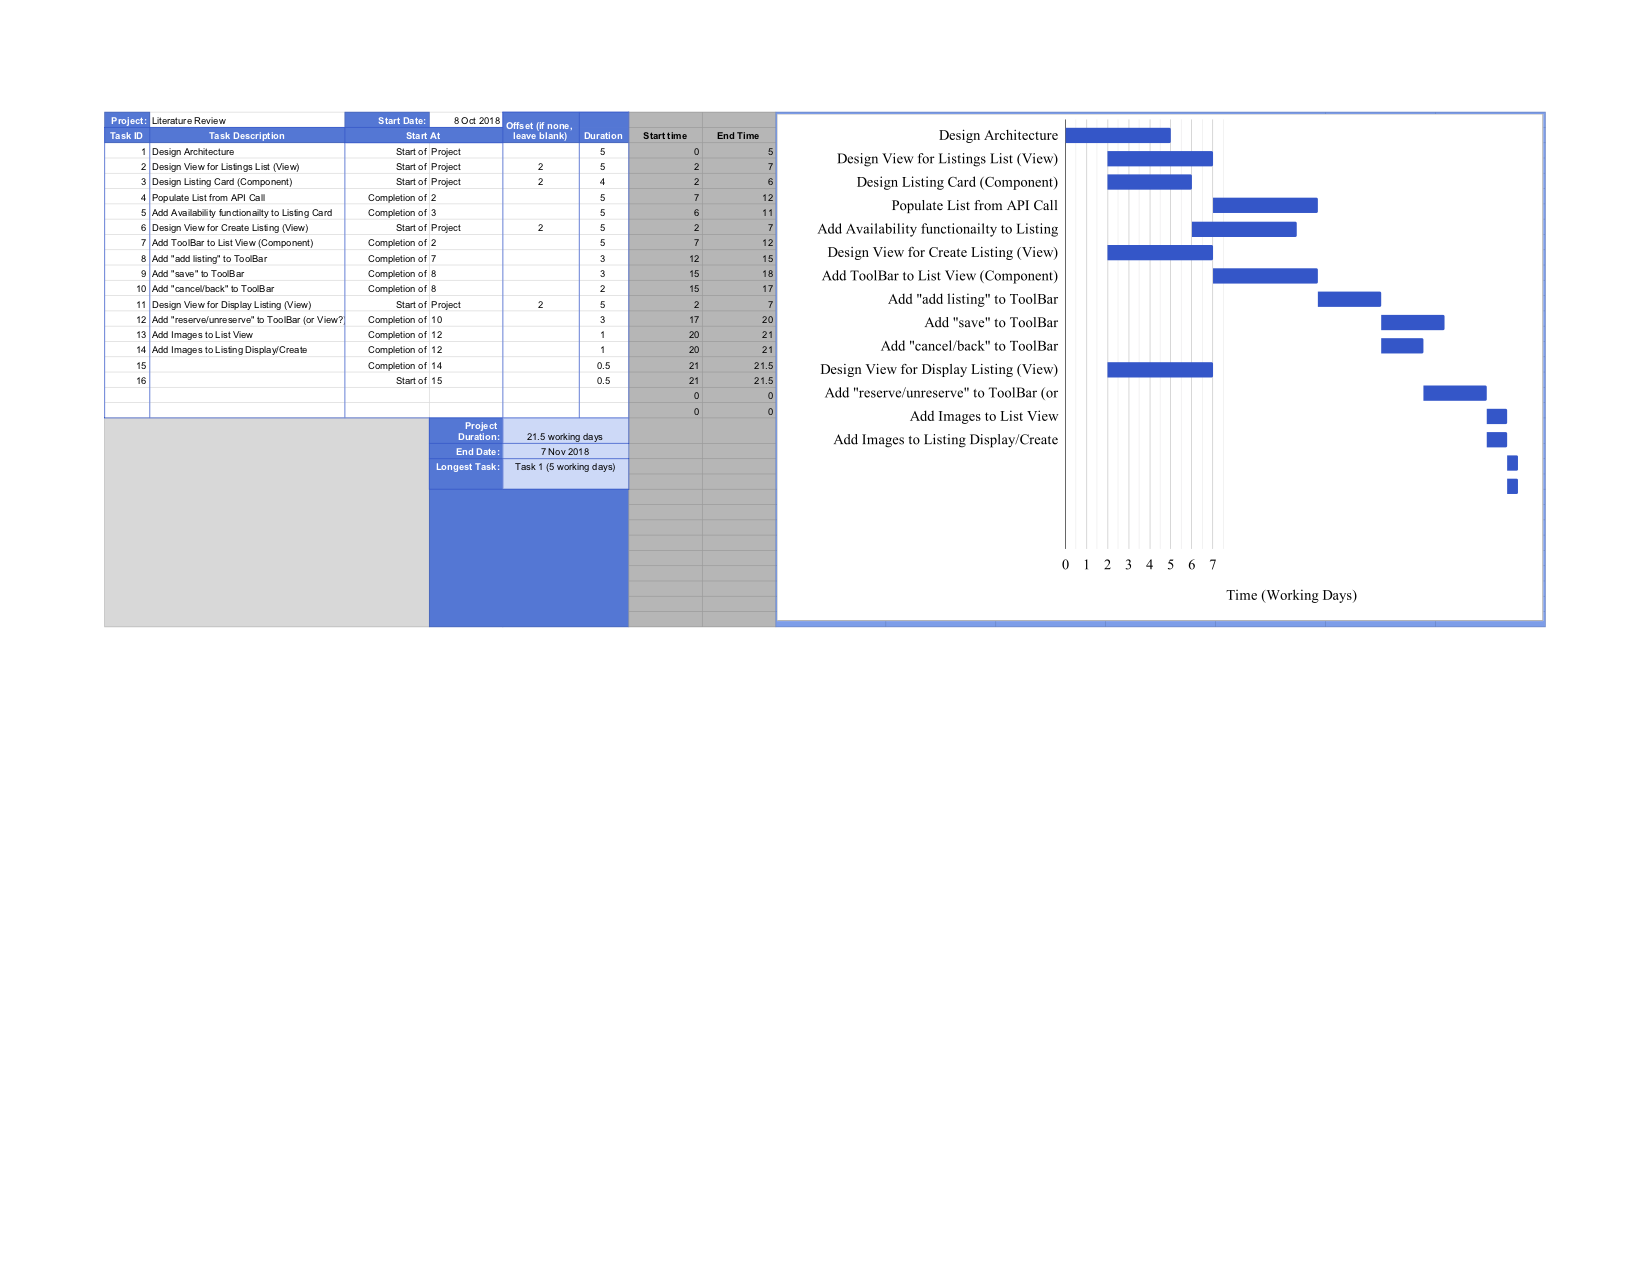 Project: Literature Review Start Date: 8 Oct 2018 Offset (if none, leave blank)
Task ID Task Description Start At Duration Start time End Time
1 Design Architecture Start of Project 5 0 5
2 Design View for Listings List (View) Start of Project 2 5 2 7
3 Design Listing Card (Component) Start of Project 2 4 2 6
4 Populate List from API Call Completion of 2 5 7 12
5 Add Availability functionailty to Listing Card Completion of 3 5 6 11
6 Design View for Create Listing (View) Start of Project 2 5 2 7
7 Add ToolBar to List View (Component) Completion of 2 5 7 12
8 Add "add listing" to ToolBar Completion of 7 3 12 15
9 Add "save" to ToolBar Completion of 8 3 15 18
10 Add "cancel/back" to ToolBar Completion of 8 2 15 17
11 Design View for Display Listing (View) Start of Project 2 5 2 7
12 Add "reserve/unreserve" to ToolBar (or View?) Completion of 10 3 17 20
13 Add Images to List View Completion of 12 1 20 21
14 Add Images to Listing Display/Create Completion of 12 1 20 21
15 Completion of 14 0.5 21 21.5
16 Start of 15 0.5 21 21.5
0 0
0 0
Project Duration: 21.5 working days
End Date: 7 Nov 2018
Longest Task: Task 1 (5 working days)
Design Architecture
Design View for Listings List (View)
Design Listing Card (Component)
Populate List from API Call
Add Availability functionailty to Listing
Design View for Create Listing (View)
Add ToolBar to List View (Component)
Add "add listing" to ToolBar
Add "save" to ToolBar
Add "cancel/back" to ToolBar
Design View for Display Listing (View)
Add "reserve/unreserve" to ToolBar (or
Add Images to List View
Add Images to Listing Display/Create
0 1 2 3 4 5 6 7
Time (Working Days)